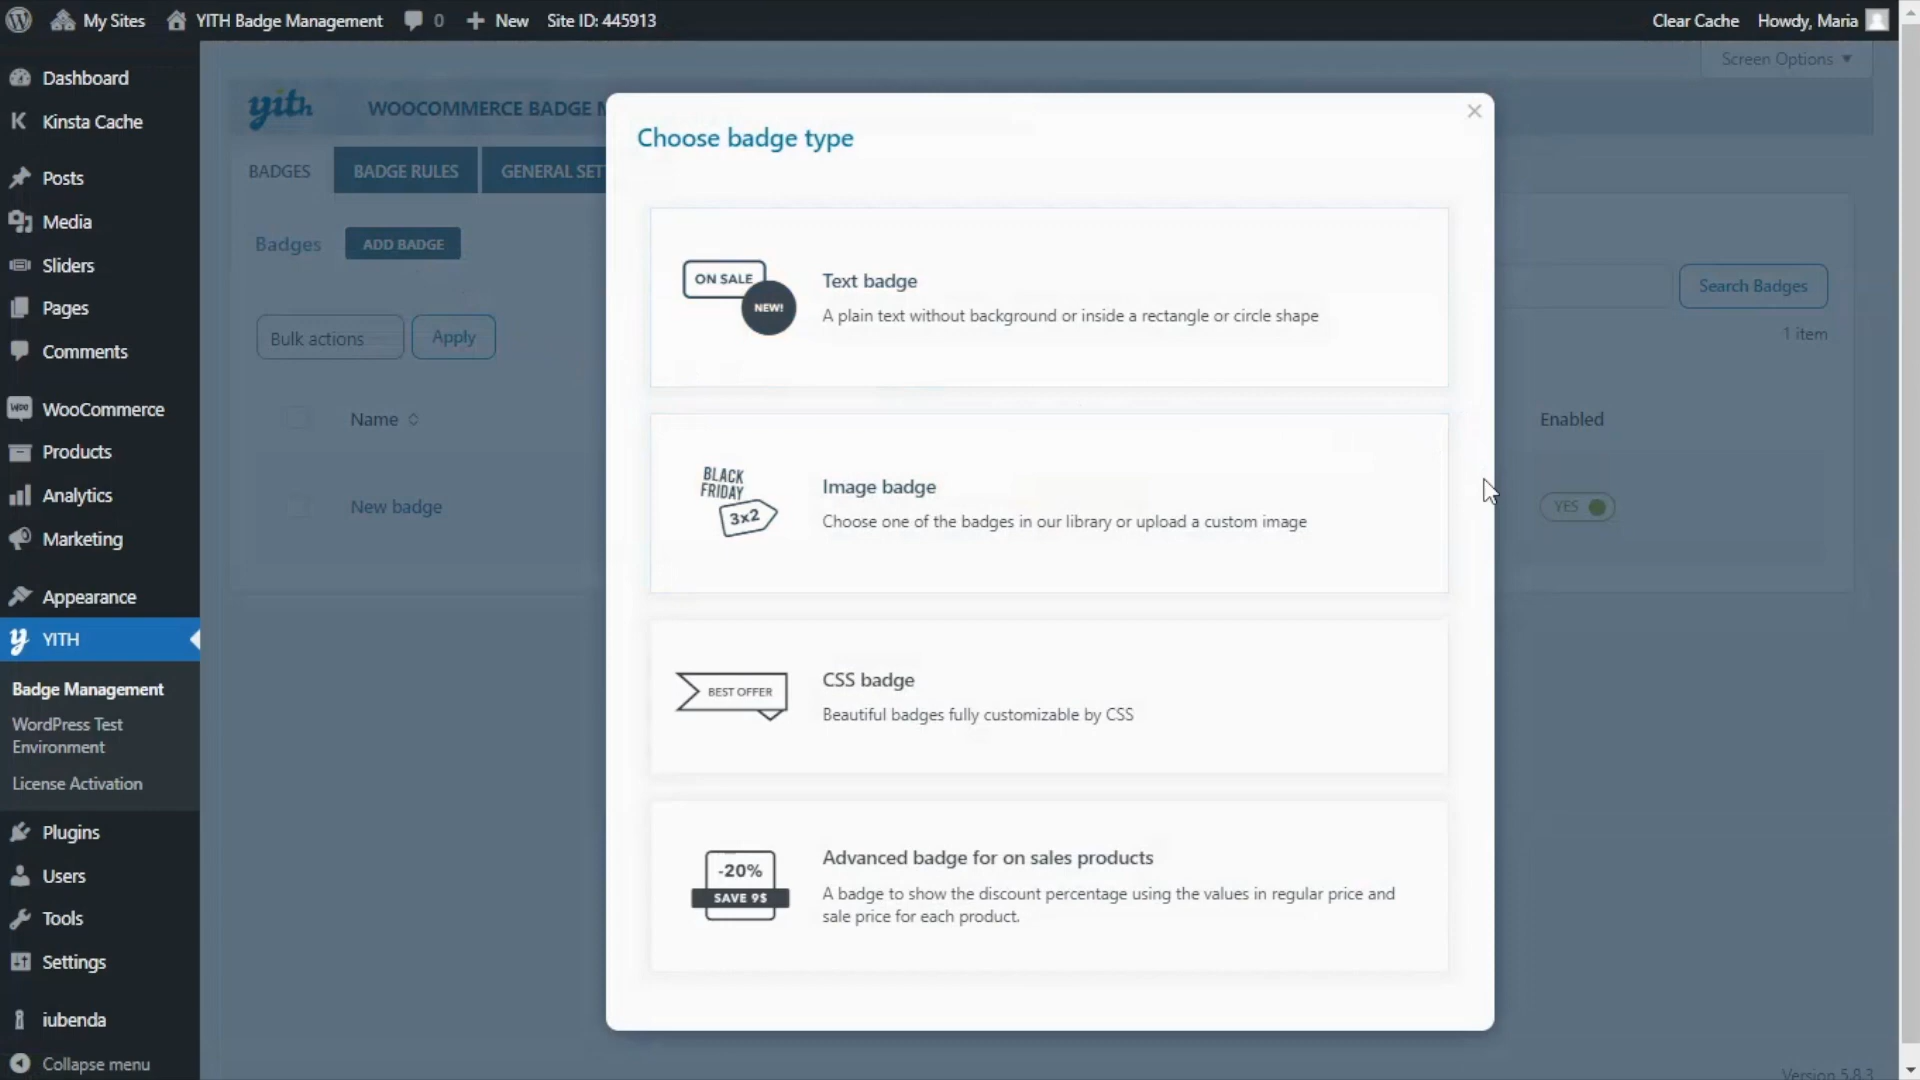 My Sites
YITH Badge Management
0
New
Site ID: 445913
Clear Cache
Howdy, Maria
Dashboard
Kinsta Cache
Posts
Media
Sliders
Pages
Comments
WooCommerce
Products
Analytics
Marketing
Appearance
YITH
Badge Management
WordPress Test
Environment
License Activation
Plugins
Users
Tools
Settings
iubenda
Collapse menu
Screen Options
yith
WOOCOMMERCE BADGE M
BADGES
BADGE RULES
GENERAL SET
Badges
ADD BADGE
Search Badges
Bulk actions
Apply
1 item
Name
Enabled
New badge
YES
Choose badge type
ON SALE
NEW!
Text badge
A plain text without background or inside a rectangle or circle shape
BLACK
FRIDAY
3x2
Image badge
Choose one of the badges in our library or upload a custom image
BEST OFFER
CSS badge
Beautiful badges fully customizable by CSS
-20%
SAVE 9$
Advanced badge for on sales products
A badge to show the discount percentage using the values in regular price and
sale price for each product.
Version 5.8.3